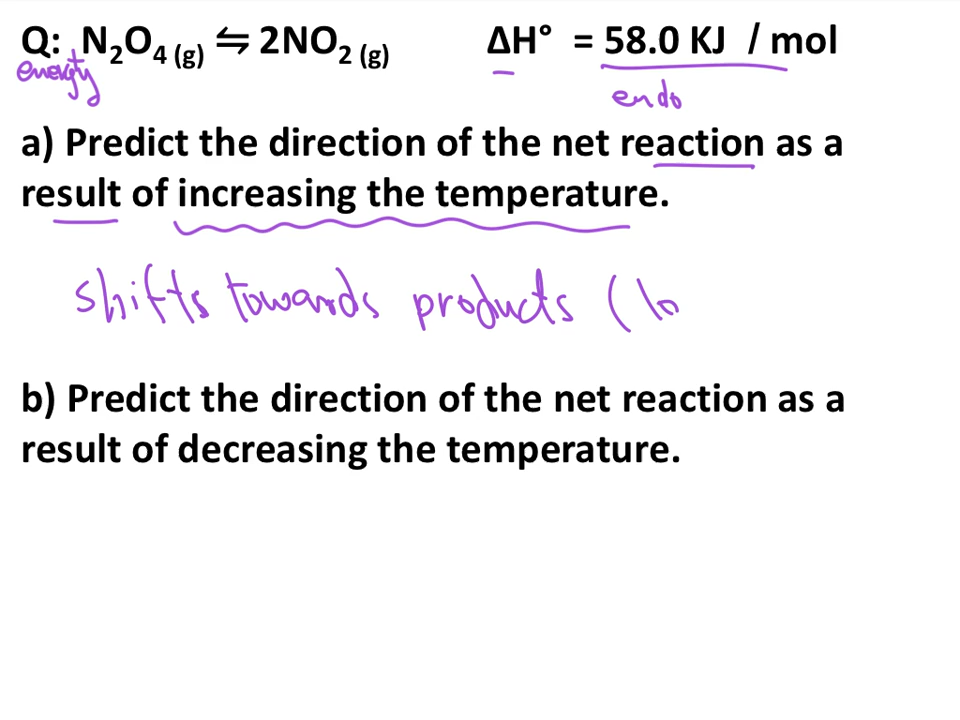 Q: N₂O₄ (g) ⇋ 2NO₂ (g) ΔH° = 58.0 KJ / mol
energy +
endo
a) Predict the direction of the net reaction as a
result of increasing the temperature.
shifts towards products (
b) Predict the direction of the net reaction as a
result of decreasing the temperature.